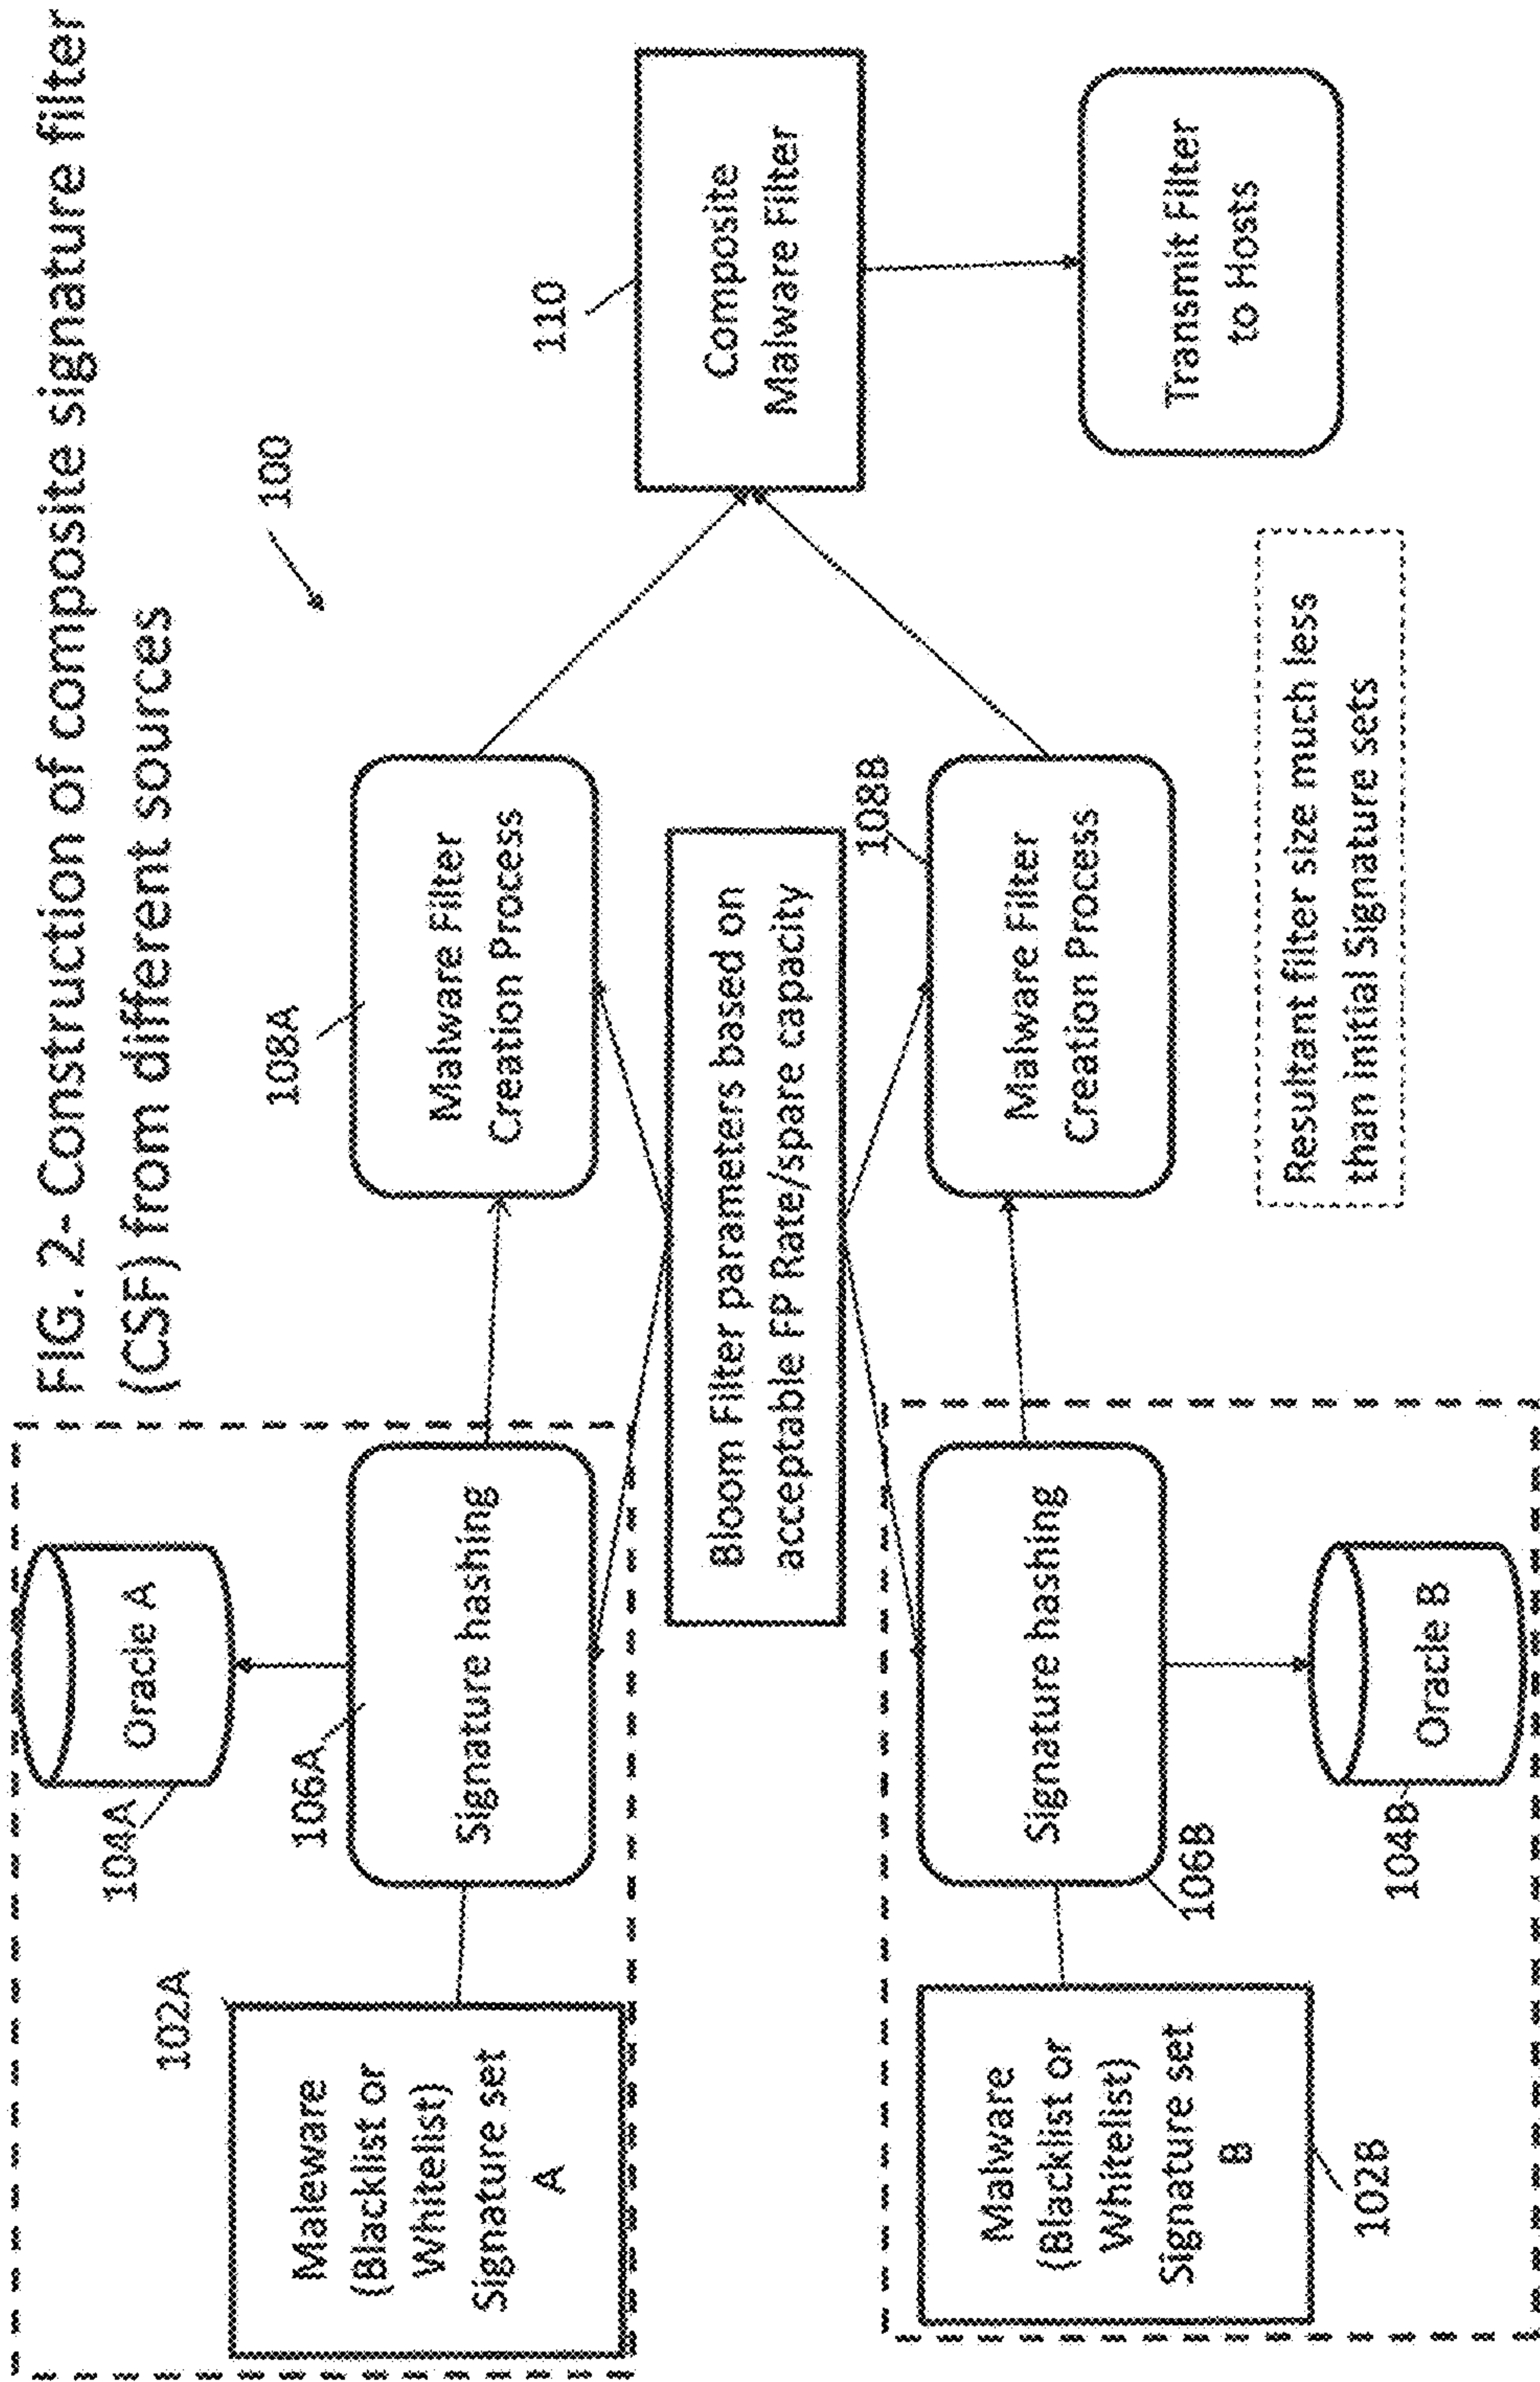 FIG. 2- Construction of composite signature filter
(CSF) from different sources
100
102A
Maleware
(Blacklist or
Whitelist)
Signature set
A
104A
Oracle A
106A
Signature hashing
108A
Malware Filter
Creation Process
Bloom Filter parameters based on
acceptable FP Rate/spare capacity
110
Composite
Malware Filter
Transmit Filter
to Hosts
Malware
(Blacklist or
Whitelist)
Signature set
B
102B
Signature hashing
106B
104B
Oracle B
108B
Malware Filter
Creation Process
Resultant filter size much less
than initial Signature sets